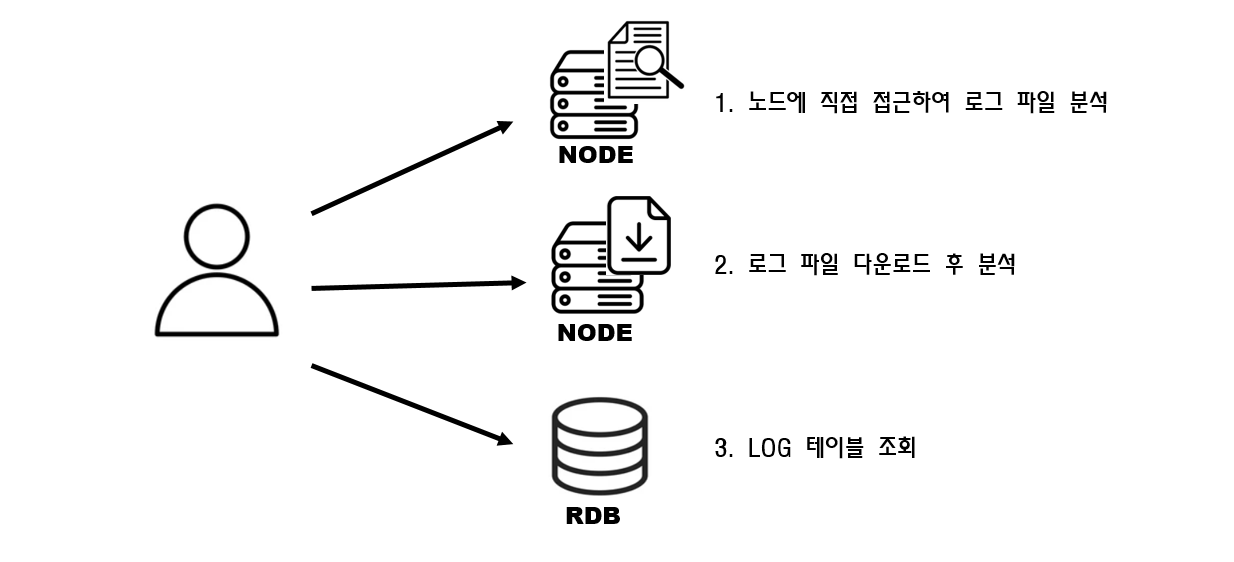 1. 노드에 직접 접근하여 로그 파일 분석
NODE
2. 로그 파일 다운로드 후 분석
NODE
3. LOG 테이블 조회
RDB